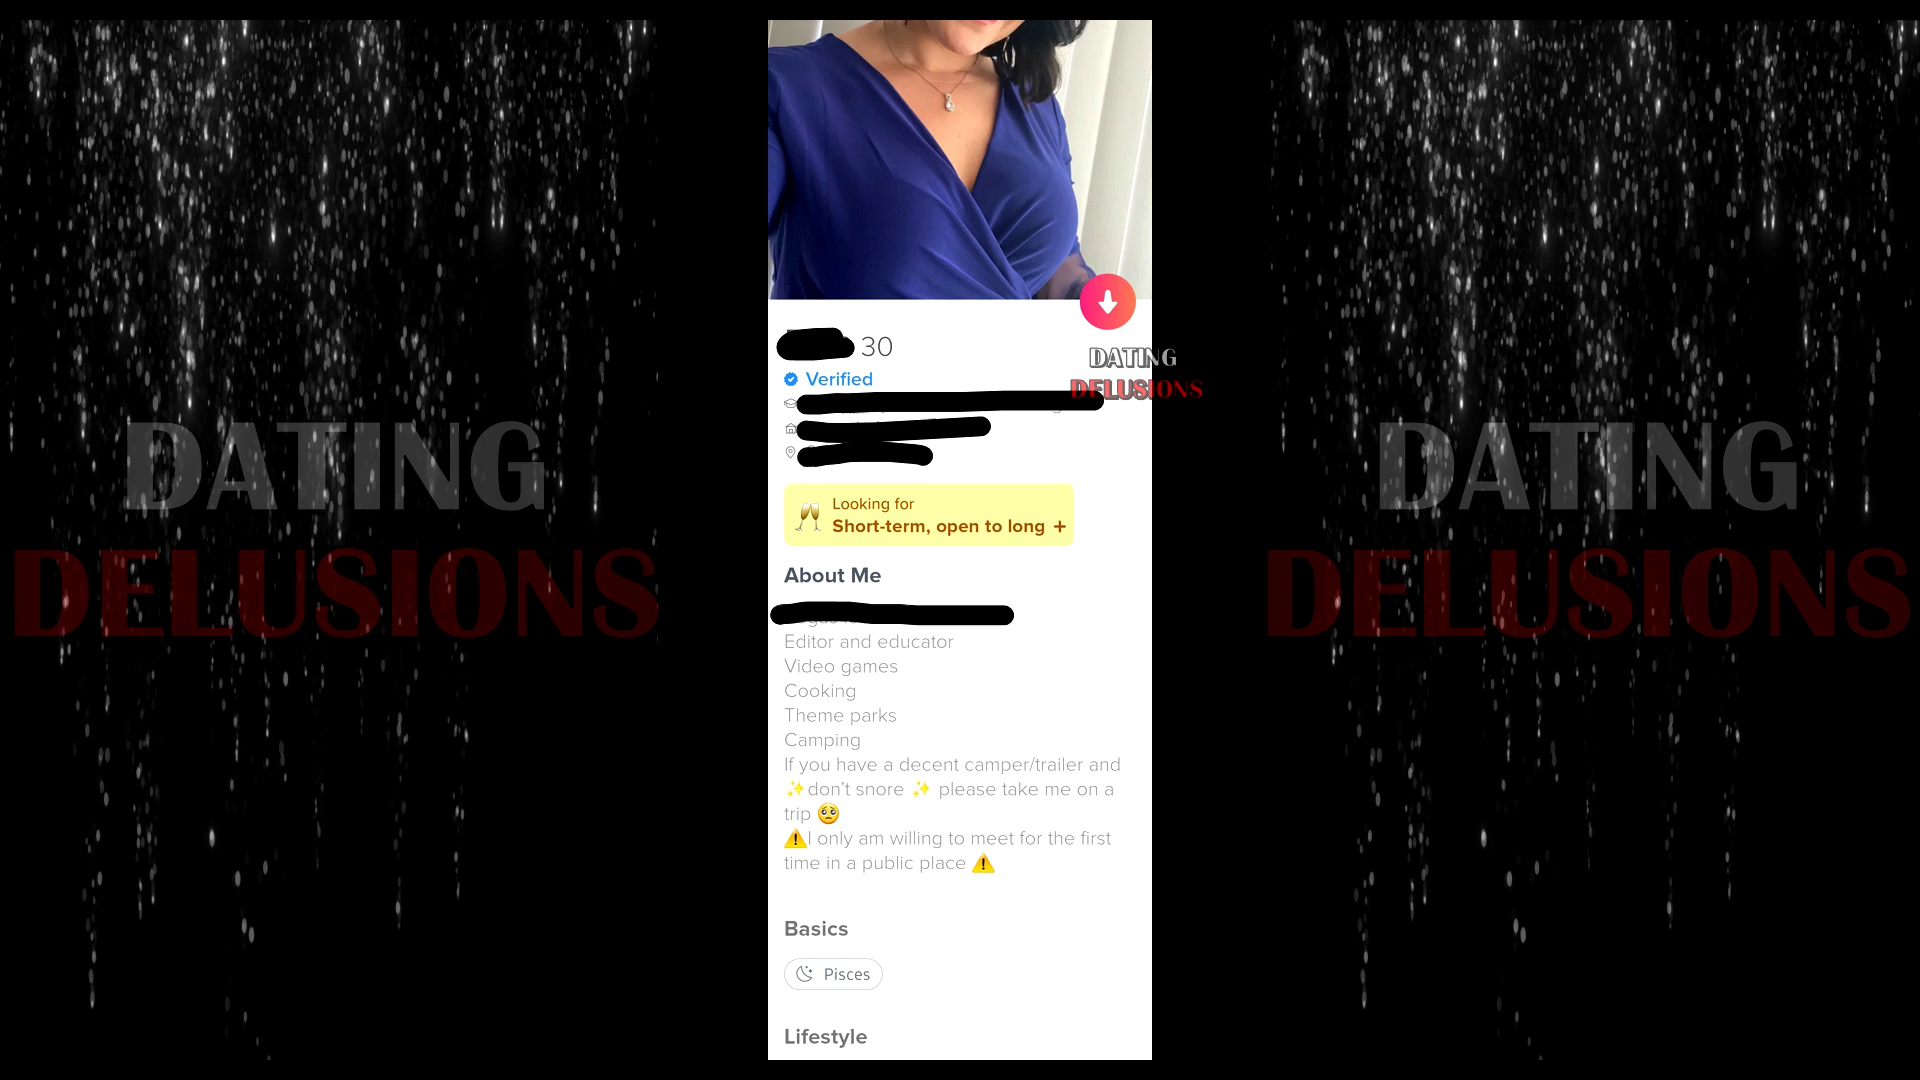 30
Verified
DATING
DELUSIONS
Looking for
Short-term, open to long +
About Me
Editor and educator
Video games
Cooking
Theme parks
Camping
If you have a decent camper/trailer and
✨don't snore ✨ please take me on a
trip 🥺
⚠️I only am willing to meet for the first
time in a public place ⚠️
Basics
Pisces
Lifestyle
DATING
DELUSIONS
DATING
DELUSIONS